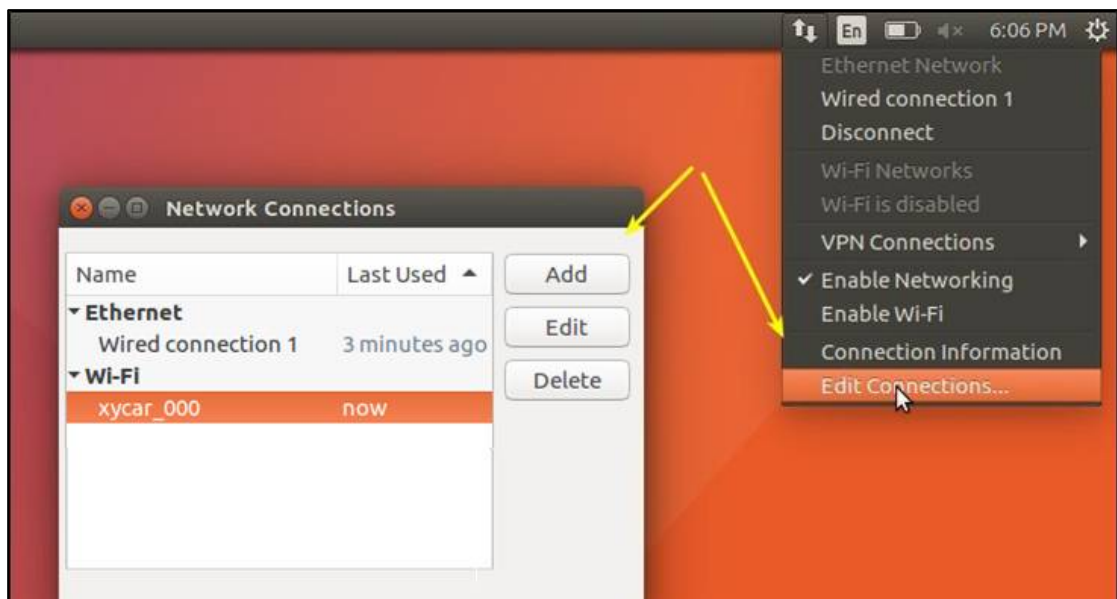 En 6:06 PM
Ethernet Network
Wired connection 1
Disconnect
Wi-Fi Networks
Wi-Fi is disabled
VPN Connections
Enable Networking
Enable Wi-Fi
Connection Information
Edit Connections...
Network Connections
Name Last Used Add
Ethernet
Wired connection 1 3 minutes ago Edit
Wi-Fi Delete
xycar_000 now